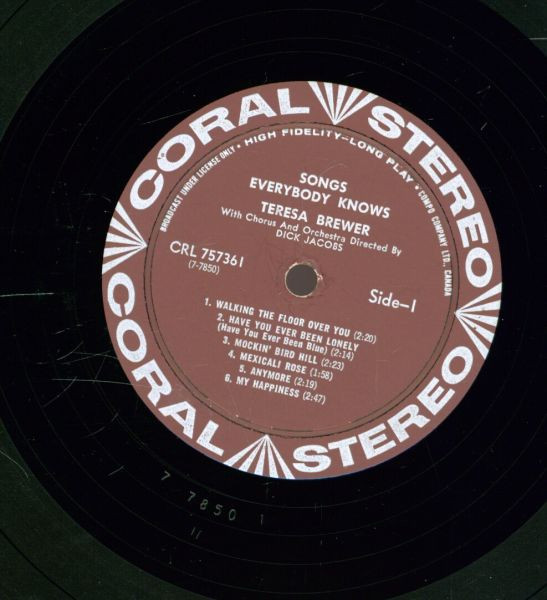 CORAL STEREO
BROADCAST UNDER LICENSE ONLY • HIGH FIDELITY—LONG PLAY • COMPO COMPANY LTD., CANADA
SONGS
EVERYBODY KNOWS
TERESA BREWER
With Chorus And Orchestra Directed By
DICK JACOBS
CRL 757361
(7-7850)
Side—1
1. WALKING THE FLOOR OVER YOU (2:20)
2. HAVE YOU EVER BEEN LONELY
(Have You Ever Been Blue) (2:14)
3. MOCKIN' BIRD HILL (2:23)
4. MEXICALI ROSE (1:58)
5. ANYMORE (2:19)
6. MY HAPPINESS (2:47)
CORAL STEREO
7 7850 1
11